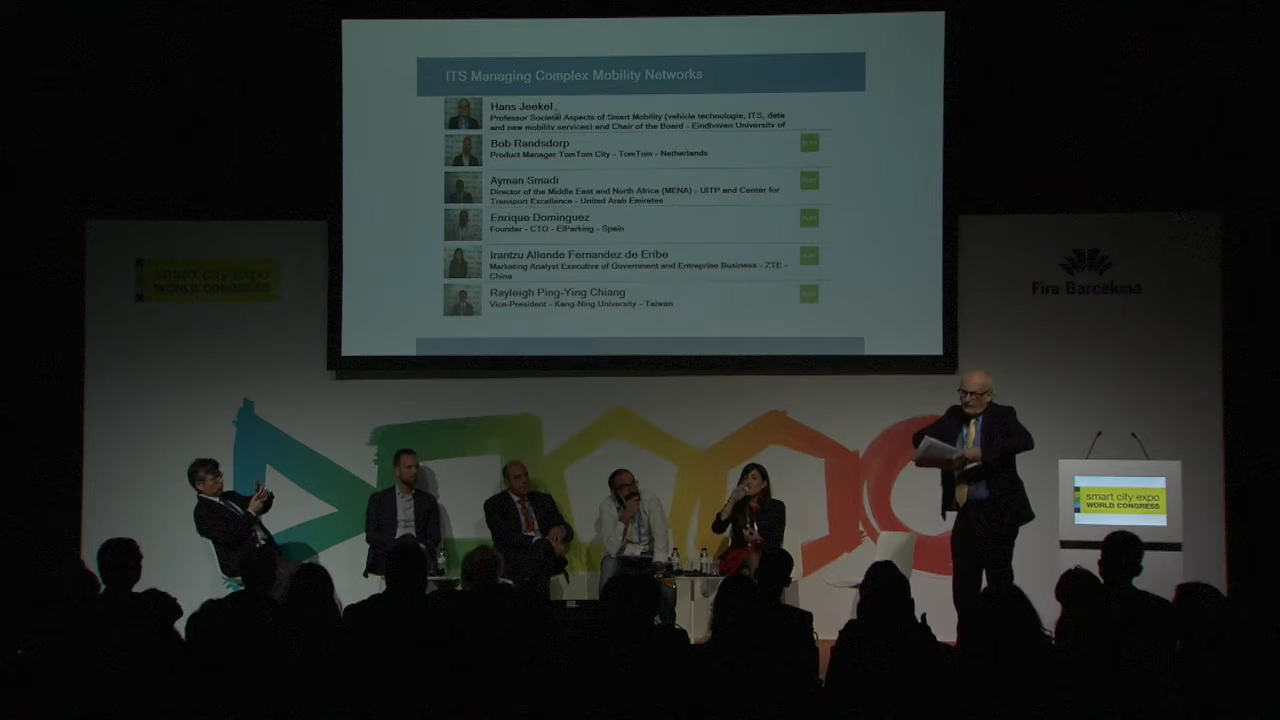 ITS Managing Complex Mobility Networks
Hans Jeekel
Professor Societal Aspects of Smart Mobility (vehicle technologie, ITS, data
and new mobility services) and Chair of the Board - Eindhoven University of
Bob Randsdorp
Product Manager TomTom City - TomTom - Netherlands
Ayman Smadi
Director of the Middle East and North Africa (MENA) - UITP and Center for
Transport Excellence - United Arab Emirates
Enrique Dominguez
Founder - CTO - ElParking - Spain
Irantzu Allende Fernandez de Eribe
Marketing Analyst Executive of Government and Entreprise Business - ZTE -
China
Rayleigh Ping-Ying Chiang
Vice-President - Kang-Ning University - Taiwan
smart city expo
WORLD CONGRESS
Fira Barcelona
smart city expo
WORLD CONGRESS